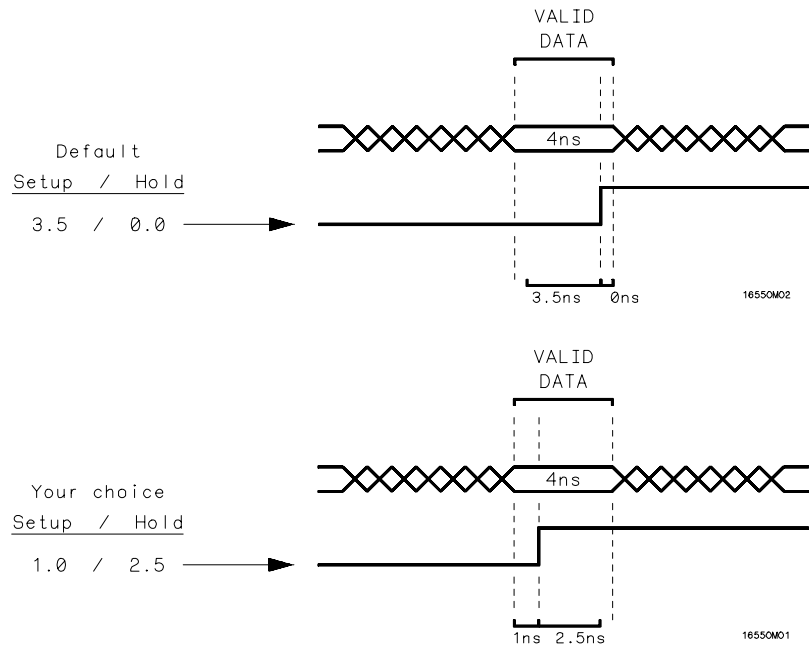 VALID
DATA
4ns
Default
Setup / Hold
3.5 / 0.0
3.5ns 0ns
16550M02
VALID
DATA
4ns
Your choice
Setup / Hold
1.0 / 2.5
1ns 2.5ns
16550M01